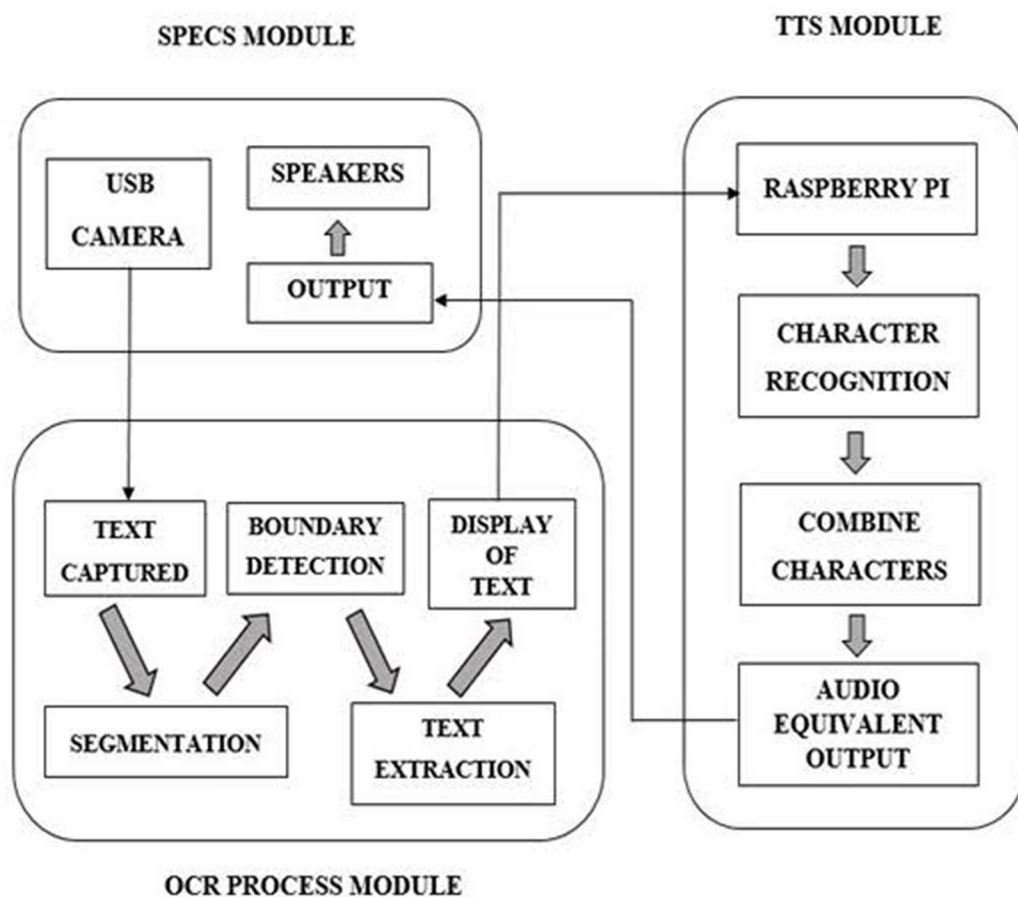 SPECS MODULE
USB
CAMERA
SPEAKERS
OUTPUT
TTS MODULE
RASPBERRY PI
CHARACTER
RECOGNITION
COMBINE
CHARACTERS
AUDIO
EQUIVALENT
OUTPUT
TEXT
CAPTURED
SEGMENTATION
BOUNDARY
DETECTION
TEXT
EXTRACTION
DISPLAY
OF
TEXT
OCR PROCESS MODULE